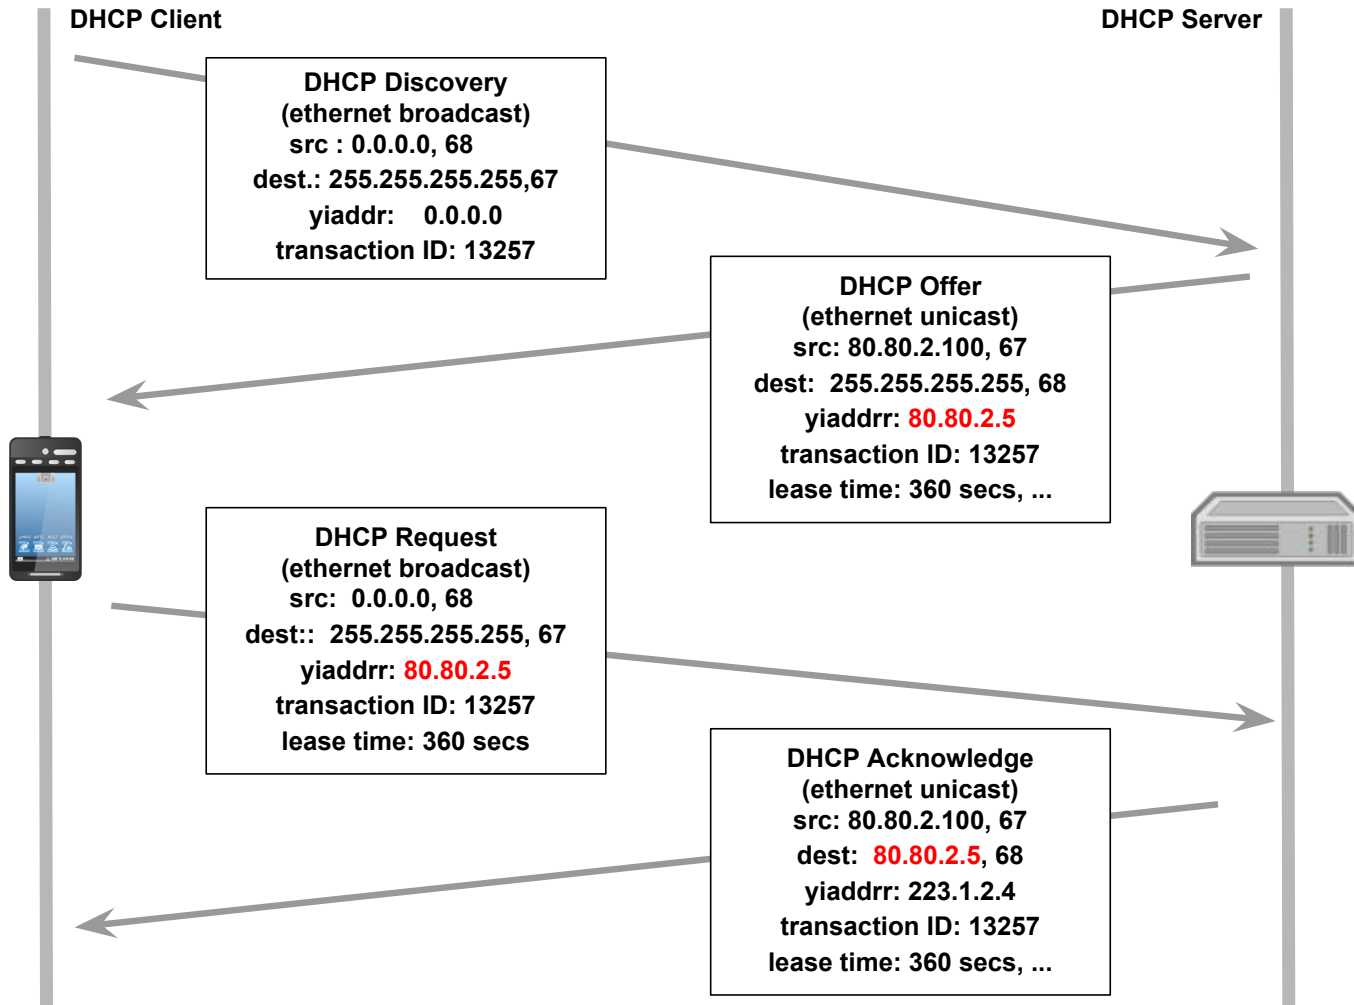 DHCP Client
DHCP Server
DHCP Discovery
(ethernet broadcast)
src : 0.0.0.0, 68
dest.: 255.255.255.255,67
yiaddr: 0.0.0.0
transaction ID: 13257
DHCP Offer
(ethernet unicast)
src: 80.80.2.100, 67
dest: 255.255.255.255, 68
yiaddrr: 80.80.2.5
transaction ID: 13257
lease time: 360 secs, ...
DHCP Request
(ethernet broadcast)
src: 0.0.0.0, 68
dest:: 255.255.255.255, 67
yiaddrr: 80.80.2.5
transaction ID: 13257
lease time: 360 secs
DHCP Acknowledge
(ethernet unicast)
src: 80.80.2.100, 67
dest: 80.80.2.5, 68
yiaddrr: 223.1.2.4
transaction ID: 13257
lease time: 360 secs, ...